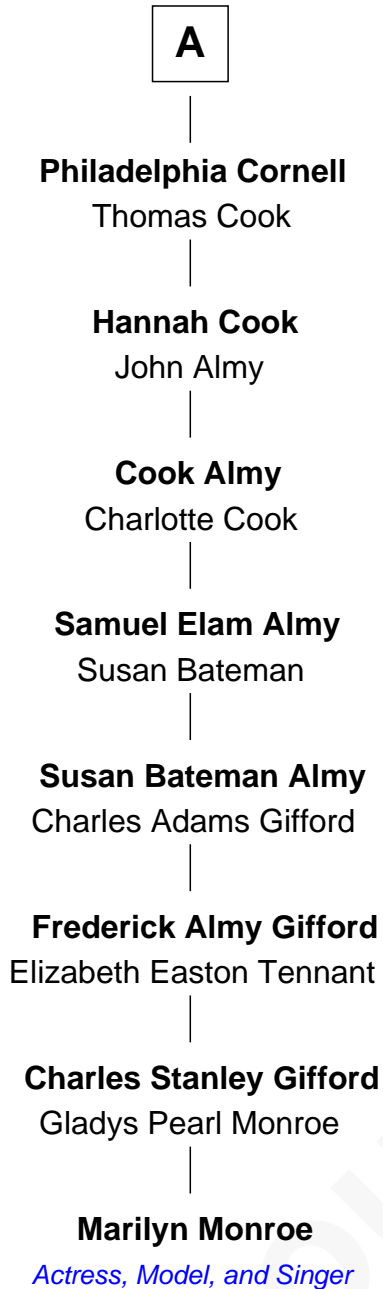 A
Philadelphia Cornell
Thomas Cook
Hannah Cook
John Almy
Cook Almy
Charlotte Cook
Samuel Elam Almy
Susan Bateman
Susan Bateman Almy
Charles Adams Gifford
Frederick Almy Gifford
Elizabeth Easton Tennant
Charles Stanley Gifford
Gladys Pearl Monroe
Marilyn Monroe
Actress, Model, and Singer